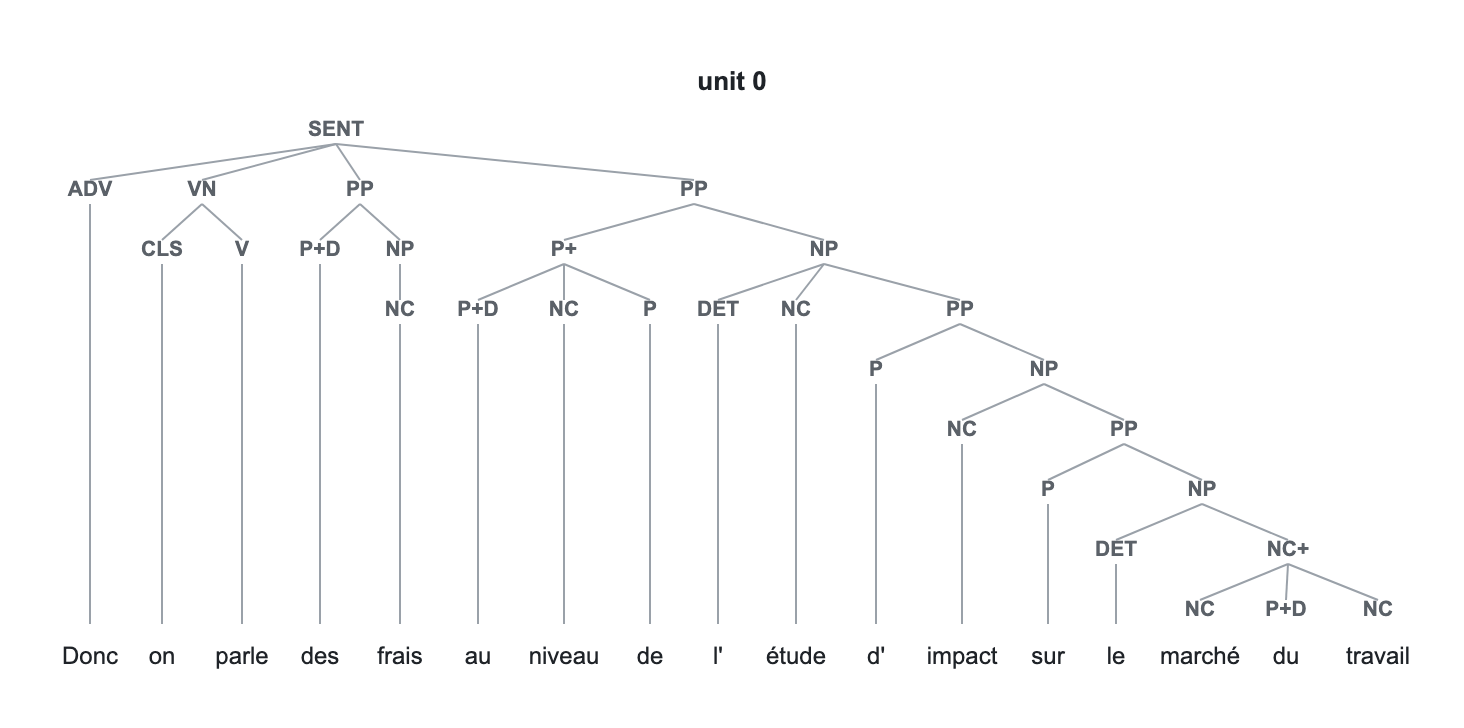 unit 0
SENT
ADV VN PP PP
CLS V P+D NP P+ NP
NC P+D NC P DET NC PP
P NP
NC PP
P NP
DET NC+
NC P+D NC
Donc on parle des frais au niveau de l' étude d' impact sur le marché du travail